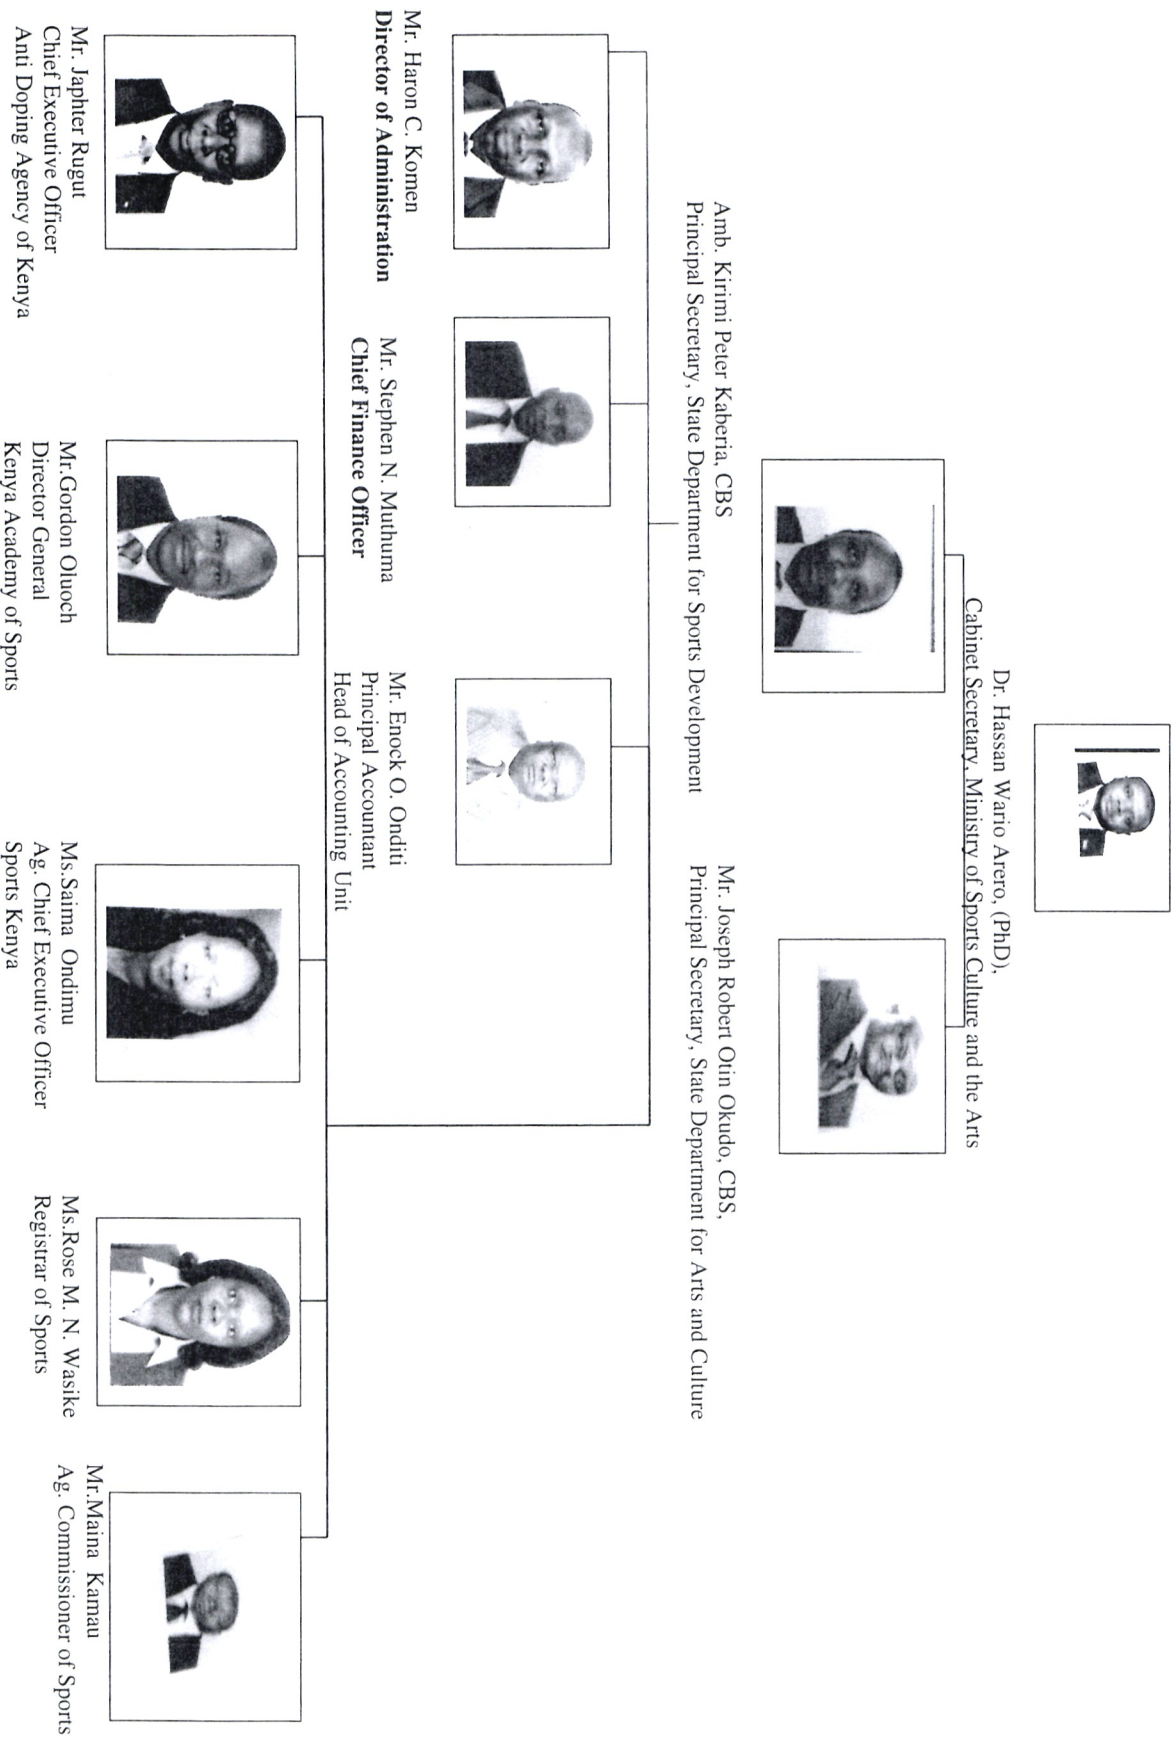 Dr. Hassan Wario Arero, (PhD),
Cabinet Secretary, Ministry of Sports Culture and the Arts
Amb. Kirimi Peter Kaberia, CBS
Principal Secretary, State Department for Sports Development
Mr. Joseph Robert Otin Okudo, CBS,
Principal Secretary, State Department for Arts and Culture
Mr. Haron C. Komen
Director of Administration
Mr. Stephen N. Muthuma
Chief Finance Officer
Mr. Enock O. Onditi
Principal Accountant
Head of Accounting Unit
Mr. Japhter Rugut
Chief Executive Officer
Anti Doping Agency of Kenya
Mr.Gordon Oluoch
Director General
Kenya Academy of Sports
Ms.Saima Ondimu
Ag. Chief Executive Officer
Sports Kenya
Ms.Rose M. N. Wasike
Registrar of Sports
Mr.Maina Kamau
Ag. Commissioner of Sports